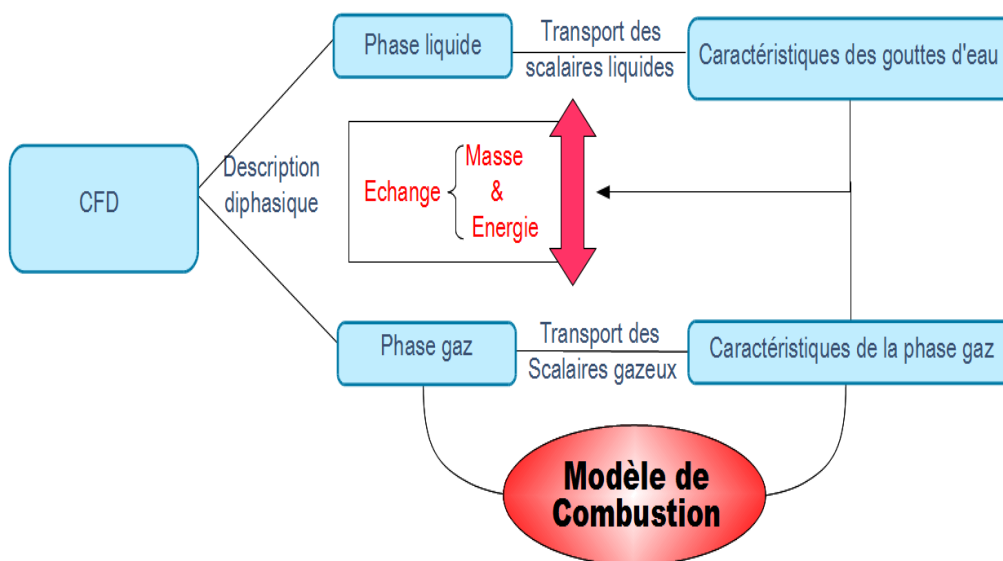 Phase liquide
Transport des
scalaires liquides
Caractéristiques des gouttes d'eau
CFD
Description
diphasique
Echange
Masse
&
Energie
Phase gaz
Transport des
Scalaires gazeux
Caractéristiques de la phase gaz
Modèle de
Combustion